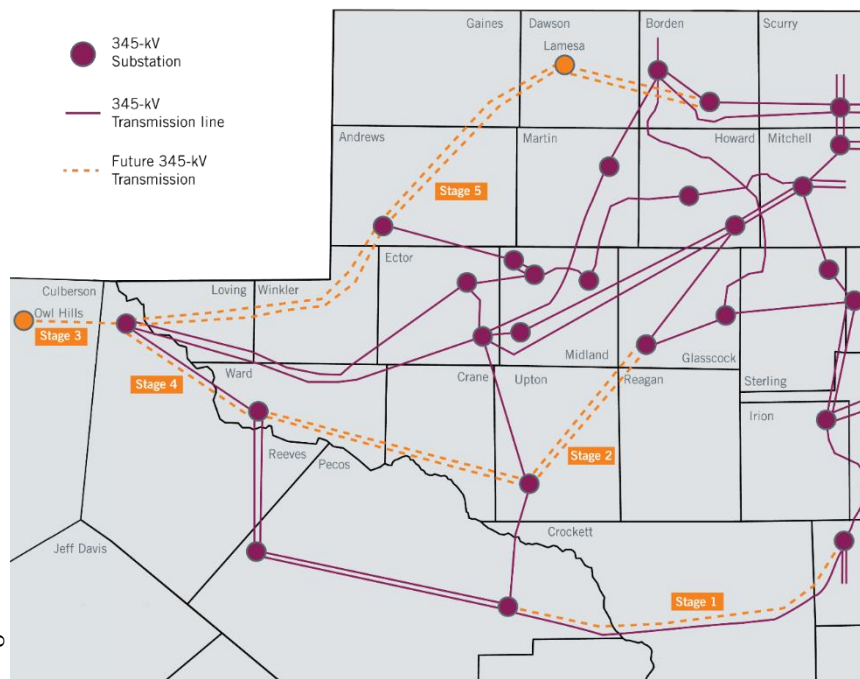 345-kV
Substation
345-kV
Transmission line
Future 345-kV
Transmission
Gaines
Dawson
Borden
Scurry
Lamesa
Andrews
Martin
Howard
Mitchell
Stage 5
Culberson
Loving
Winkler
Ector
Owl Hills
Stage 3
Stage 4
Ward
Crane
Upton
Midland
Reagan
Glasscock
Sterling
Irion
Reeves
Pecos
Stage 2
Jeff Davis
Crockett
Stage 1